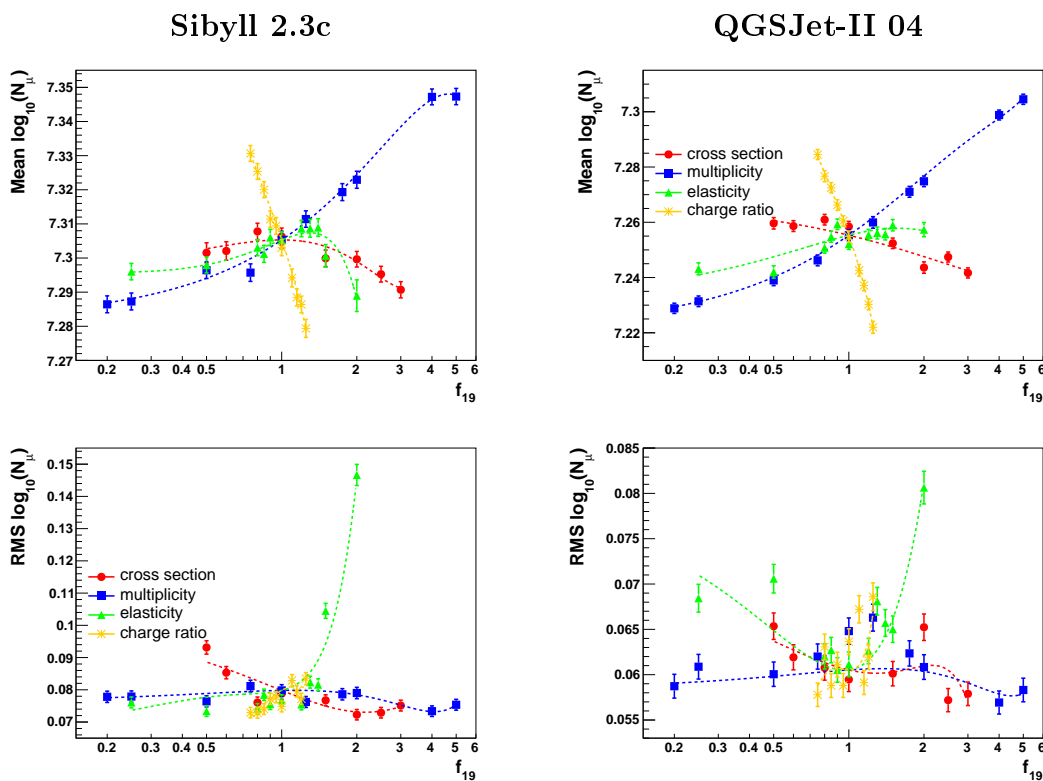 Sibyll 2.3c
QGSJet-II 04
Mean log10(Nμ)
7.35
7.34
7.33
7.32
7.31
7.3
7.29
7.28
7.27
0.2 0.3 0.4 0.5 1 2 3 4 5 6
f19
Mean log10(Nμ)
7.3
7.28
7.26
7.24
7.22
cross section
multiplicity
elasticity
charge ratio
0.2 0.3 0.4 0.5 1 2 3 4 5 6
f19
RMS log10(Nμ)
0.15
0.14
0.13
0.12
0.11
0.1
0.09
0.08
0.07
cross section
multiplicity
elasticity
charge ratio
0.2 0.3 0.4 0.5 1 2 3 4 5 6
f19
RMS log10(Nμ)
0.085
0.08
0.075
0.07
0.065
0.06
0.055
0.2 0.3 0.4 0.5 1 2 3 4 5 6
f19